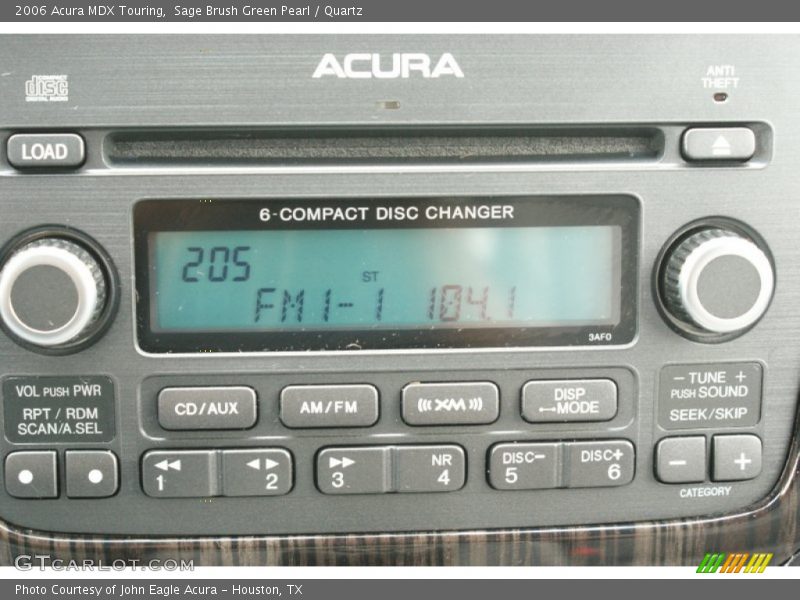 2006 Acura MDX Touring, Sage Brush Green Pearl / Quartz
ACURA
COMPACT
disc
DIGITAL AUDIO
ANTI
THEFT
LOAD
6-COMPACT DISC CHANGER
205
ST
FM1-1 104.1
3AF0
VOL PUSH PWR
RPT / RDM
SCAN/A.SEL
CD/AUX
AM/FM
XM
DISP
MODE
- TUNE +
PUSH SOUND
SEEK/SKIP
1
2
3
NR
4
DISC-
5
DISC+
6
- +
CATEGORY
GTCARLOT.COM
Photo Courtesy of John Eagle Acura - Houston, TX